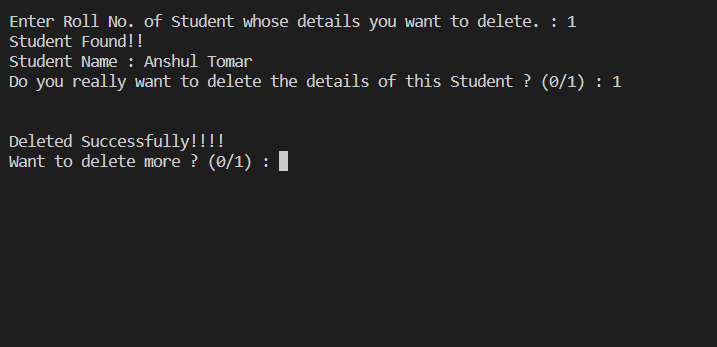 Enter Roll No. of Student whose details you want to delete. : 1
Student Found!!
Student Name : Anshul Tomar
Do you really want to delete the details of this Student ? (0/1) : 1
Deleted Successfully!!!!
Want to delete more ? (0/1) :